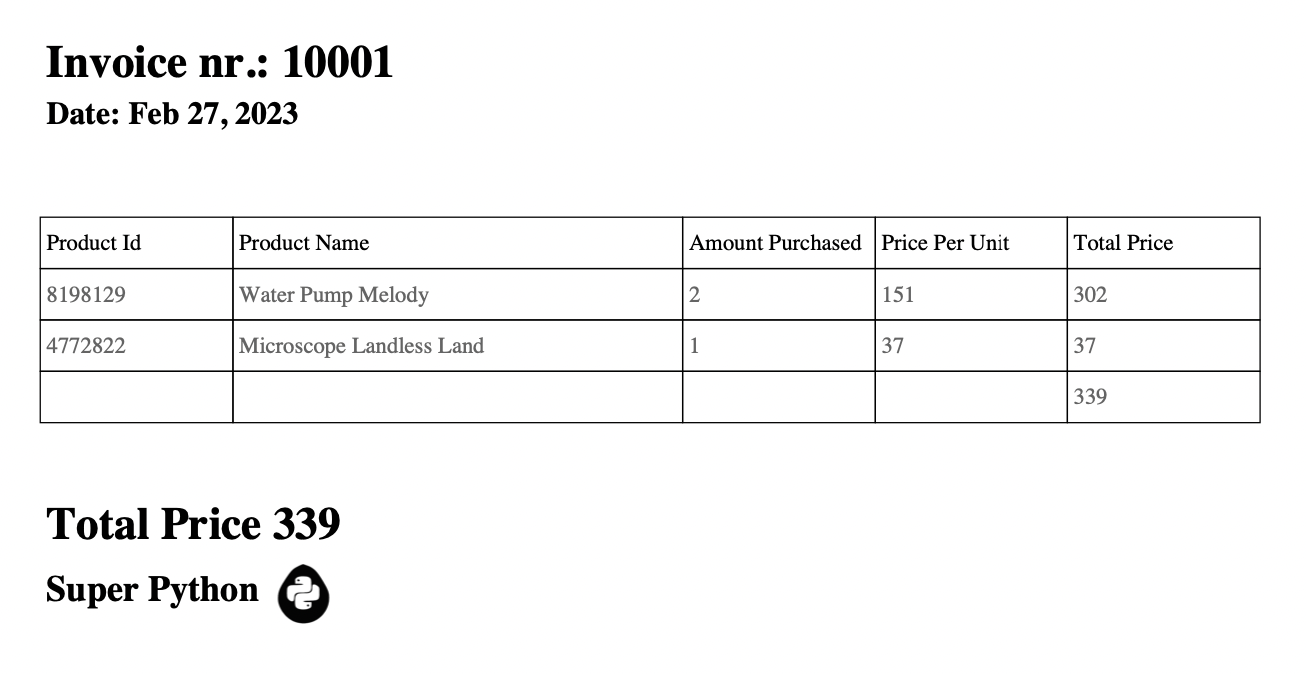 Invoice nr.: 10001
Date: Feb 27, 2023
Product Id Product Name Amount Purchased Price Per Unit Total Price
8198129 Water Pump Melody 2 151 302
4772822 Microscope Landless Land 1 37 37
339
Total Price 339
Super Python